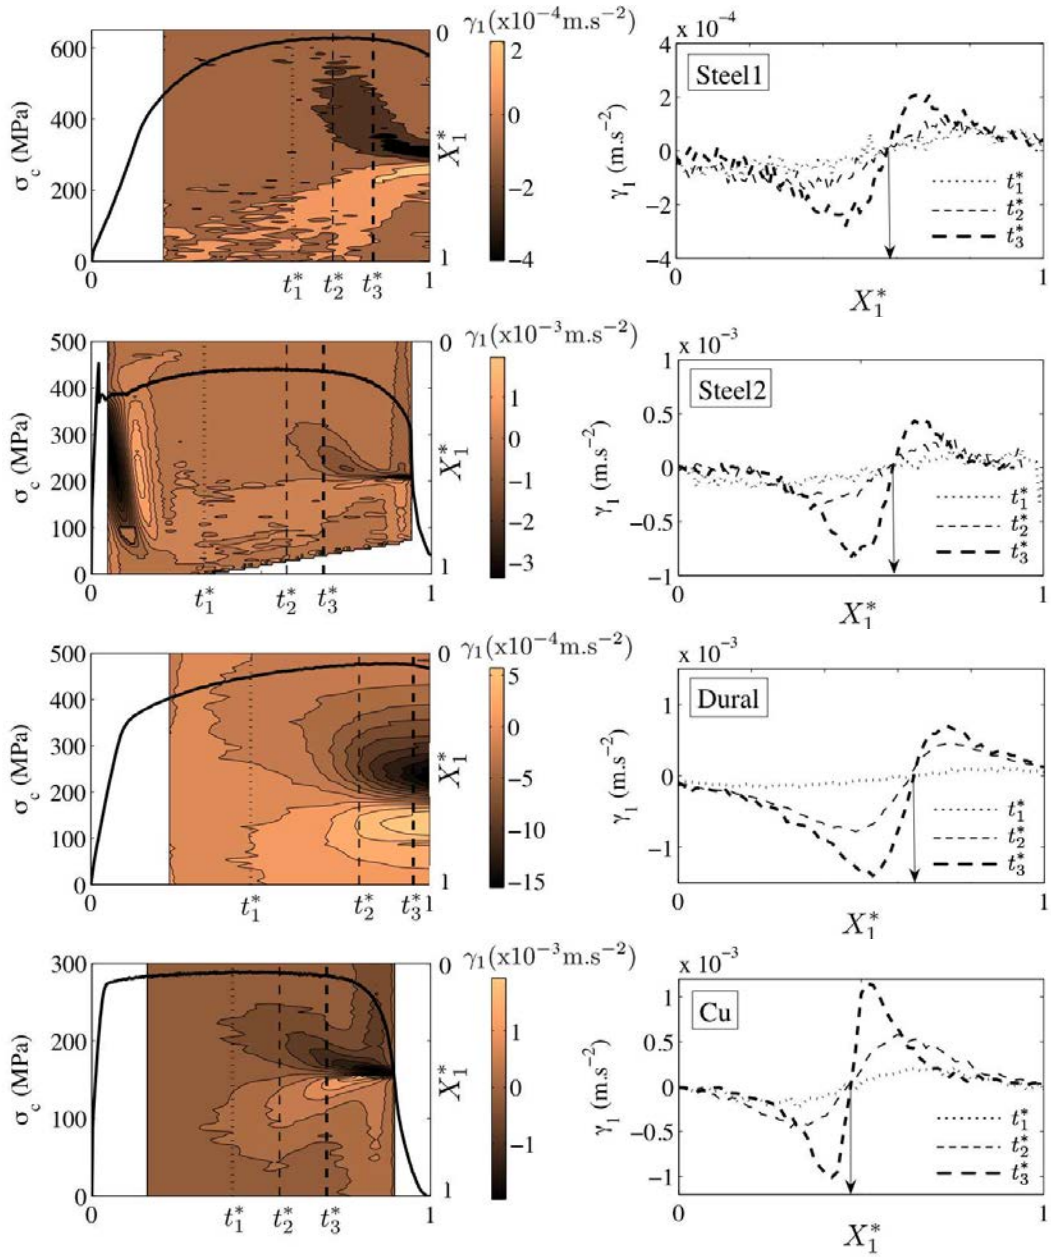 γ₁(x10⁻⁴m.s⁻²)
600
400
200
0
σc (MPa)
0
t₁* t₂* t₃*
1
0
X₁*
1
2
0
−2
−4
x 10⁻⁴
Steel1
4
2
0
−2
−4
γ₁ (m.s⁻²)
t₁*
t₂*
t₃*
0
1
X₁*
γ₁(x10⁻³m.s⁻²)
500
400
300
200
100
0
σc (MPa)
0
t₁* t₂* t₃*
1
0
X₁*
1
1
0
−1
−2
−3
x 10⁻³
Steel2
1
0.5
0
−0.5
−1
γ₁ (m.s⁻²)
t₁*
t₂*
t₃*
0
1
X₁*
γ₁(x10⁻⁴m.s⁻²)
500
400
300
200
100
0
σc (MPa)
0
t₁* t₂* t₃* 1
0
X₁*
1
5
0
−5
−10
−15
x 10⁻³
Dural
1
0
−1
γ₁ (m.s⁻²)
t₁*
t₂*
t₃*
0
1
X₁*
γ₁(x10⁻³m.s⁻²)
300
200
100
0
σc (MPa)
0
t₁* t₂* t₃*
1
0
X₁*
1
1
0
−1
x 10⁻³
Cu
1
0.5
0
−0.5
−1
γ₁ (m.s⁻²)
t₁*
t₂*
t₃*
0
1
X₁*